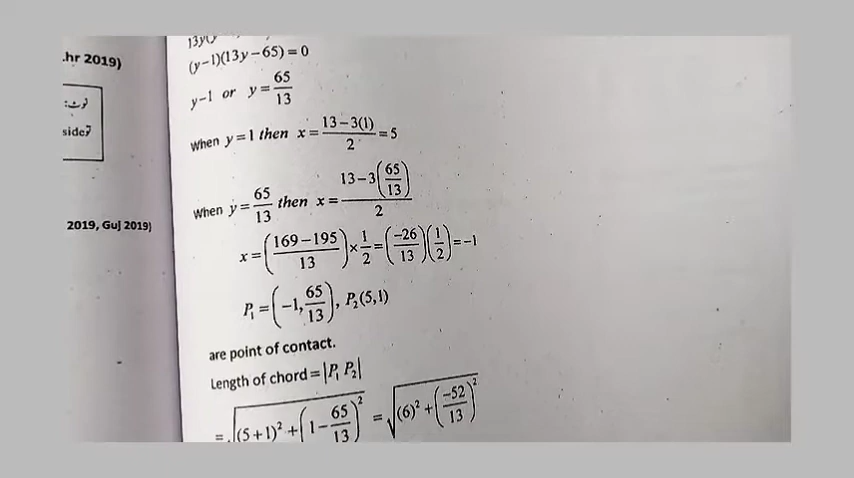 .hr 2019)
نوٹ:
side?
2019, Guj 2019)
(y−1)(13y−65)=0
y−1 or y=65/13
When y=1 then x=(13−3(1))/2=5
When y=65/13 then x=(13−3(65/13))/2
x=((169−195)/13)×1/2=(−26/13)(1/2)=−1
P₁=(−1,65/13), P₂(5,1)
are point of contact.
Length of chord=|P₁ P₂|
=√((5+1)²+(1−65/13)²) =√((6)²+(−52/13)²)